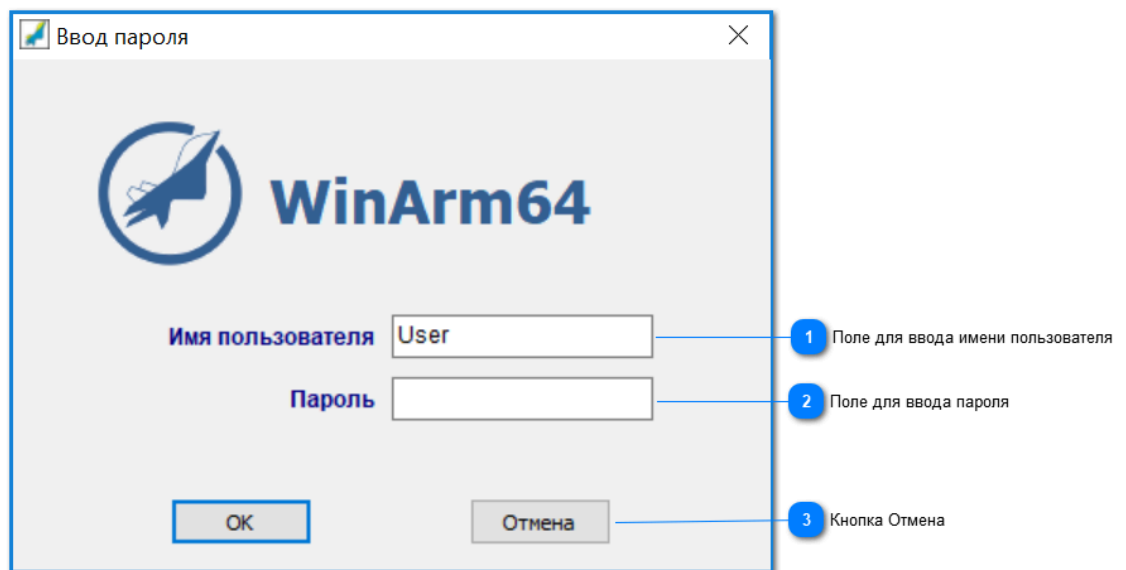 Ввод пароля
WinArm64
Имя пользователя User
1 Поле для ввода имени пользователя
Пароль
2 Поле для ввода пароля
OK
Отмена
3 Кнопка Отмена